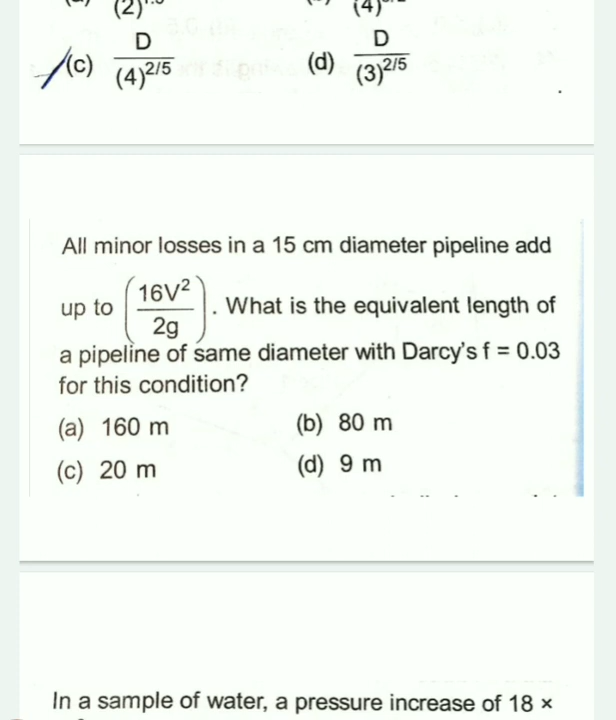 (2)
(4)
(c) D/(4)^2/5 (d) D/(3)^2/5
All minor losses in a 15 cm diameter pipeline add
up to (16V²/2g). What is the equivalent length of
a pipeline of same diameter with Darcy's f = 0.03
for this condition?
(a) 160 m (b) 80 m
(c) 20 m (d) 9 m
In a sample of water, a pressure increase of 18 ×